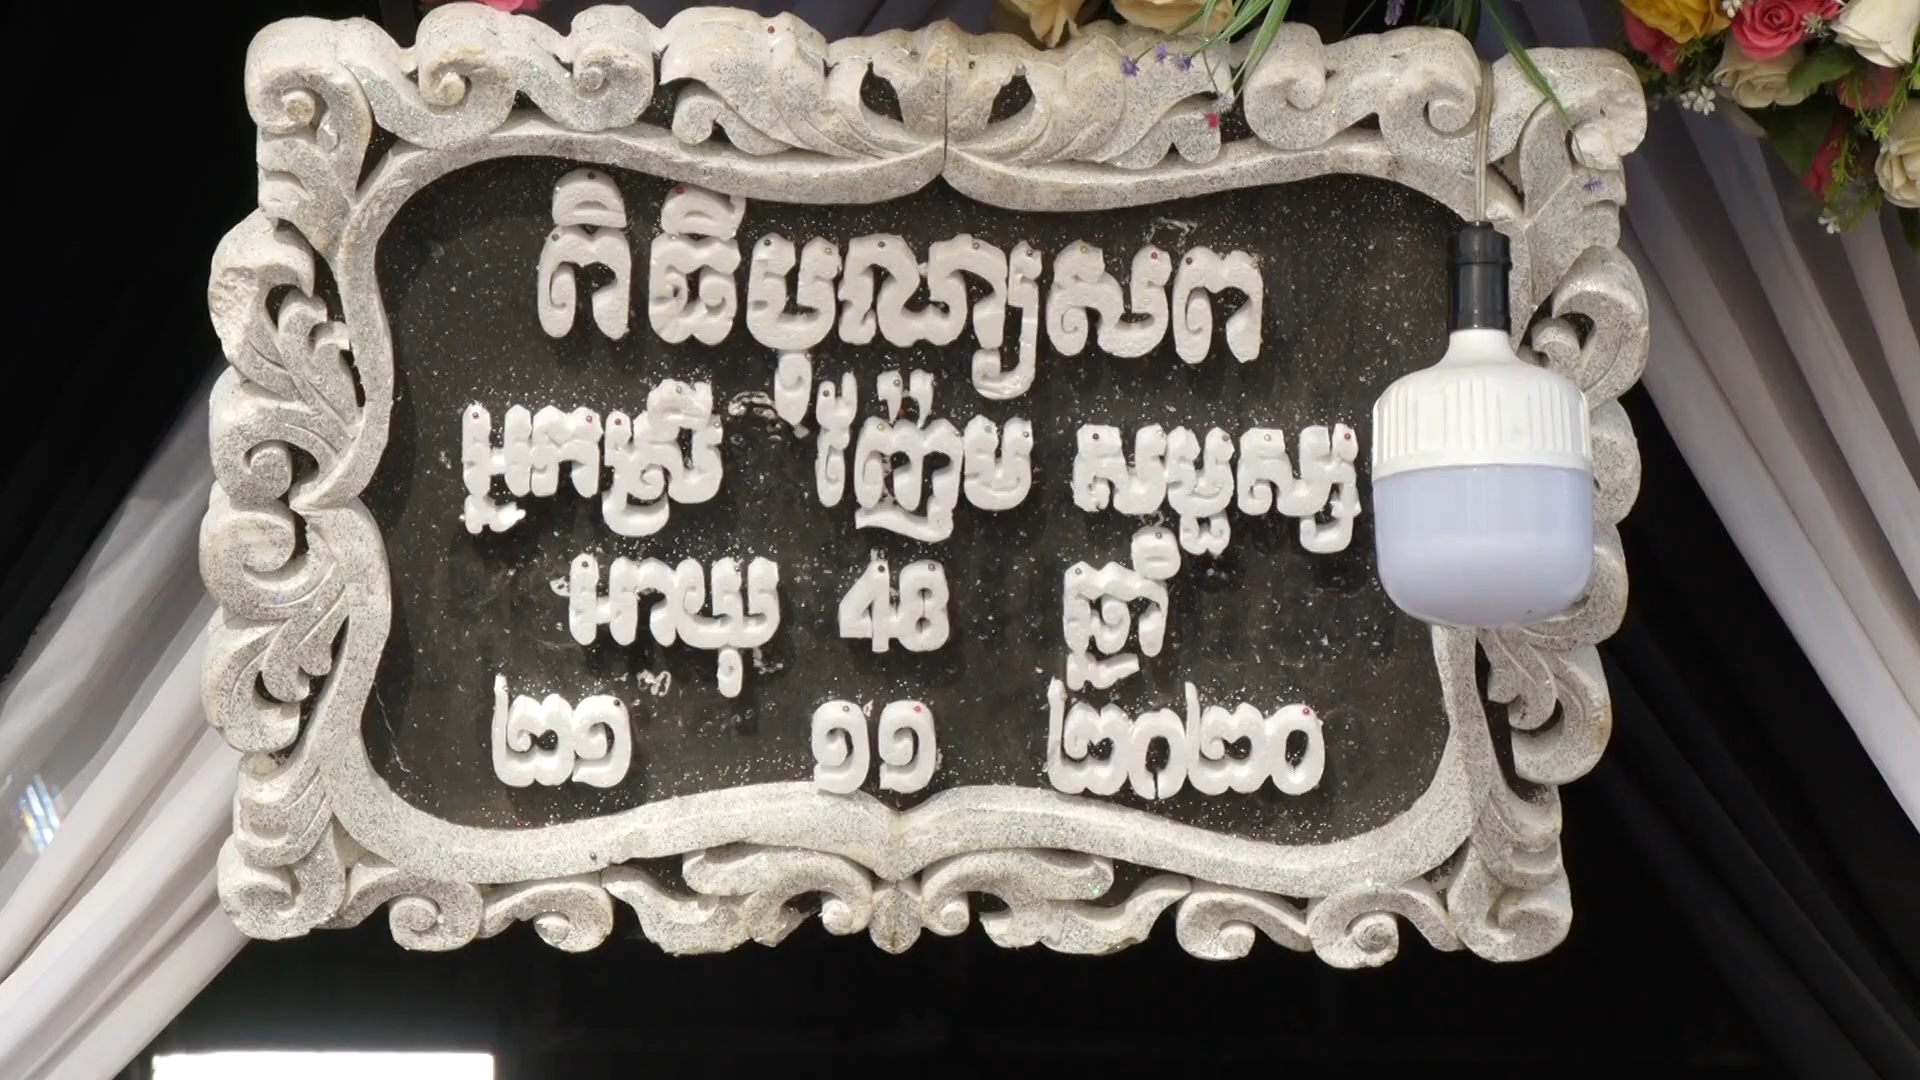 ពិធីបុណ្យសព
អ្នកស្រី ញ៉ែម សម្ផស្ស
អាយុ 48 ឆ្នាំ
២១ ១១ ២០២០